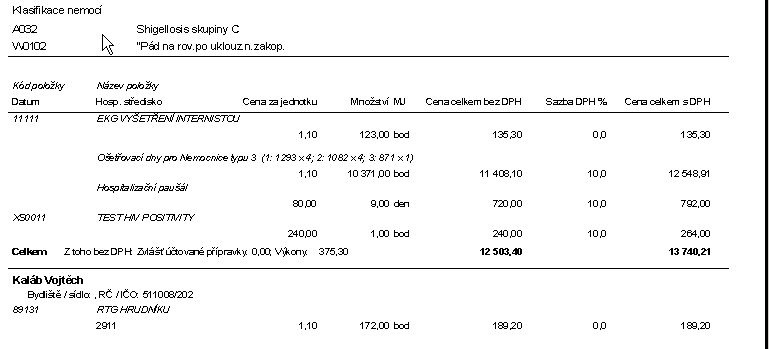 Klasifikace nemocí
A032 Shigellosis skupiny C
W0102 "Pád na rov.po uklouz.n.zakop.
Kód položky Název položky
Datum Hosp. středisko Cena za jednotku Množství MJ Cena celkem bez DPH Sazba DPH % Cena celkem s DPH
11111 EKG VYŠETŘENÍ INTERNISTOU
1,10 123,00 bod 135,30 0,0 135,30
Ošetřovací dny pro Nemocnice typu 3 (1: 1293 x 4; 2: 1082 x 4; 3: 871 x 1)
1,10 10 371,00 bod 11 408,10 10,0 12 548,91
Hospitalizační paušál
80,00 9,00 den 720,00 10,0 792,00
XS0011 TEST HIV POSITIVITY
240,00 1,00 bod 240,00 10,0 264,00
Celkem Z toho bez DPH: Zvlášť účtované přípravky: 0,00; Výkony: 375,30 12 503,40 13 740,21
Kaláb Vojtěch
Bydliště / sídlo: , RČ / IČO: 511008/202
89131 RTG HRUDNÍKU
2911 1,10 172,00 bod 189,20 0,0 189,20